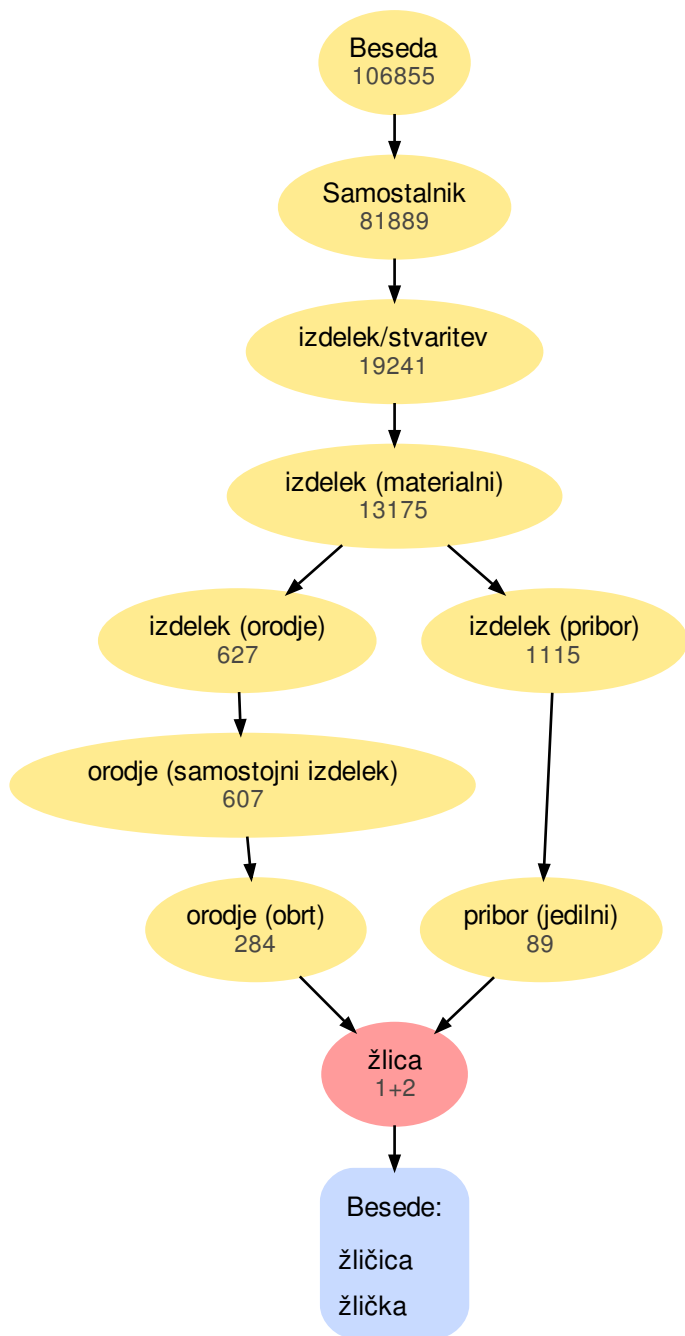 Beseda
106855
Samostalnik
81889
izdelek/stvaritev
19241
izdelek (materialni)
13175
izdelek (orodje)
627
izdelek (pribor)
1115
orodje (samostojni izdelek)
607
orodje (obrt)
284
pribor (jedilni)
89
žlica
1+2
Besede:
žličica
žlička